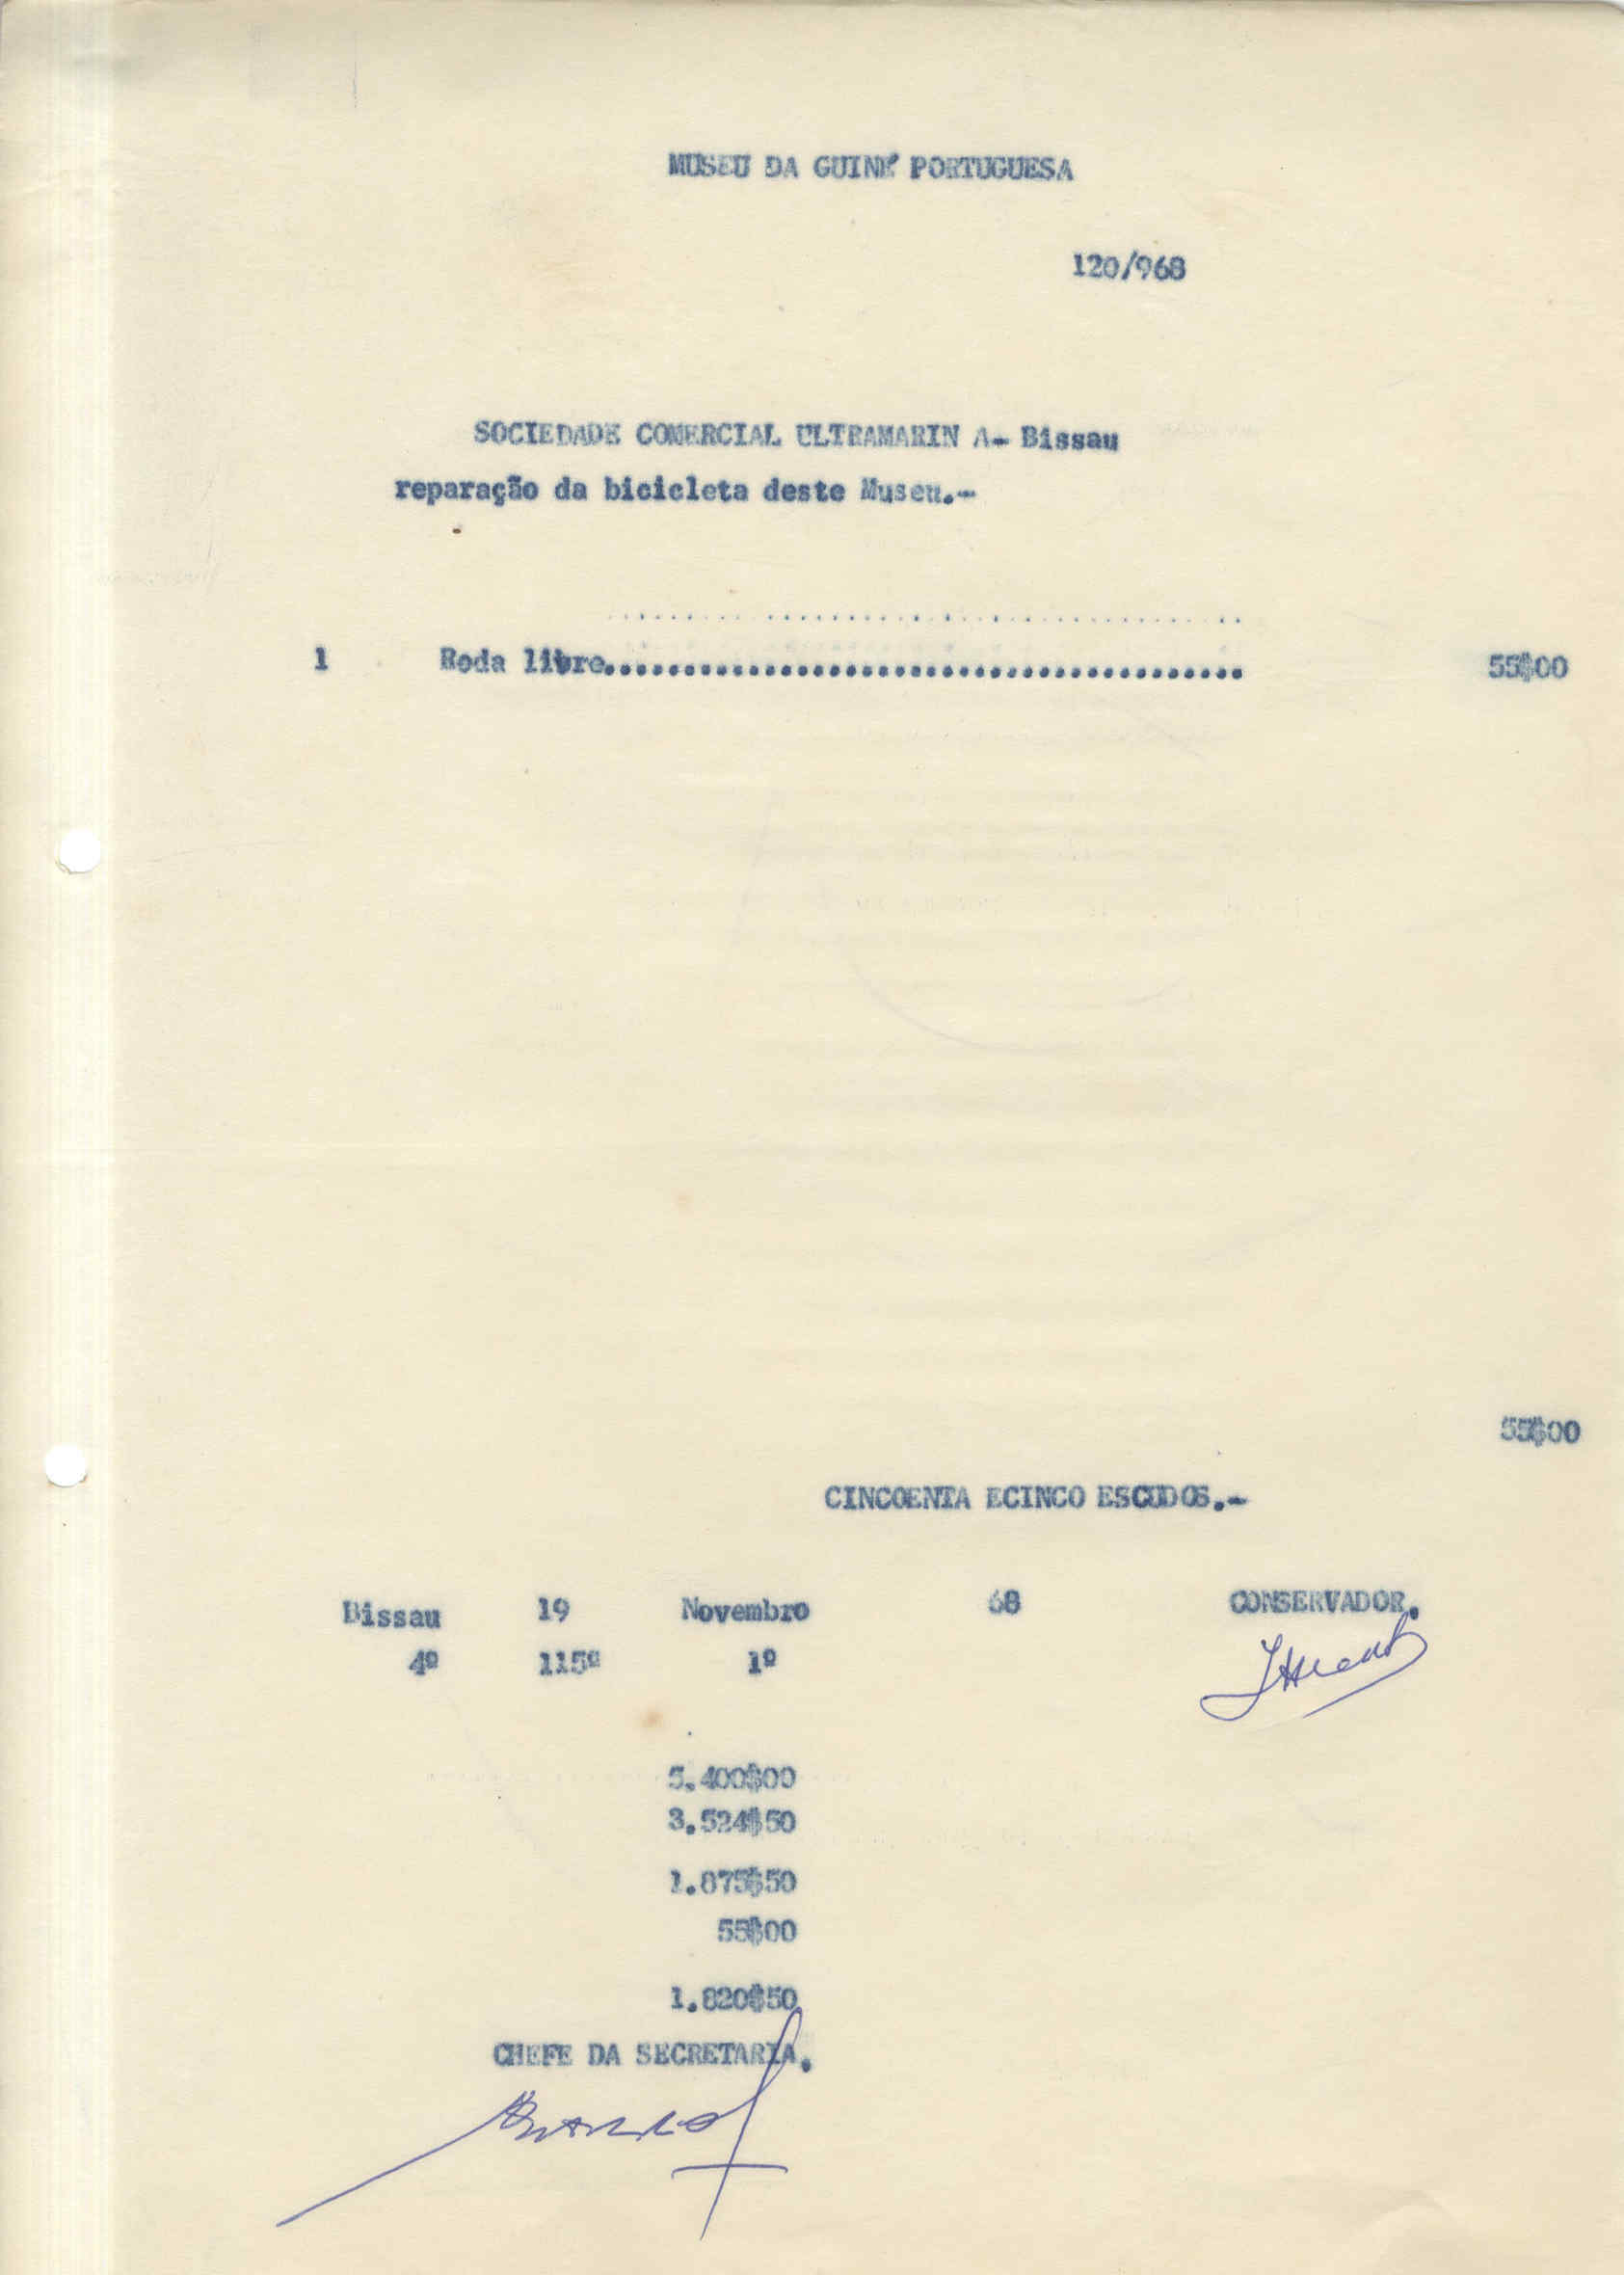 MUSEU DA GUINÉ PORTUGUESA
120/968
SOCIEDADE COMERCIAL ULTRAMARIN A- Bissau
reparação da bicicleta deste Museu.-
........................................
1 Roda livre........................................ 55$00
55$00
CINCOENTA ECINCO ESCUDOS.-
Bissau 19 Novembro 68 CONSERVADOR.
4º 115º 1º
5.400$00
3.524$50
1.875$50
55$00
1.820$50
CHEFE DA SECRETARIA.